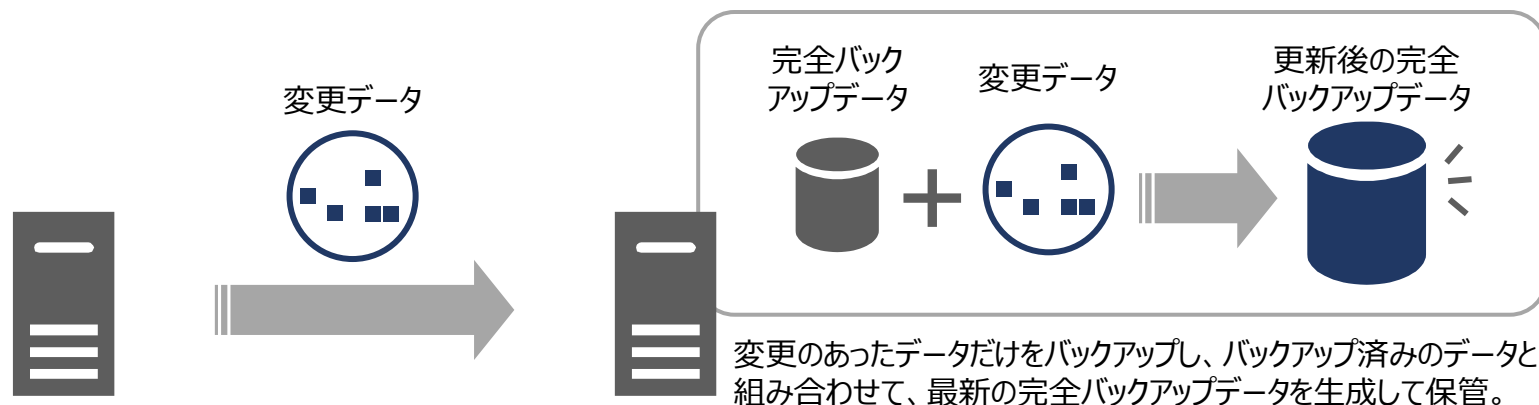 変更データ
完全バック
アップデータ
変更データ
更新後の完全
バックアップデータ
変更のあったデータだけをバックアップし、バックアップ済みのデータと
組み合わせて、最新の完全バックアップデータを生成して保管。